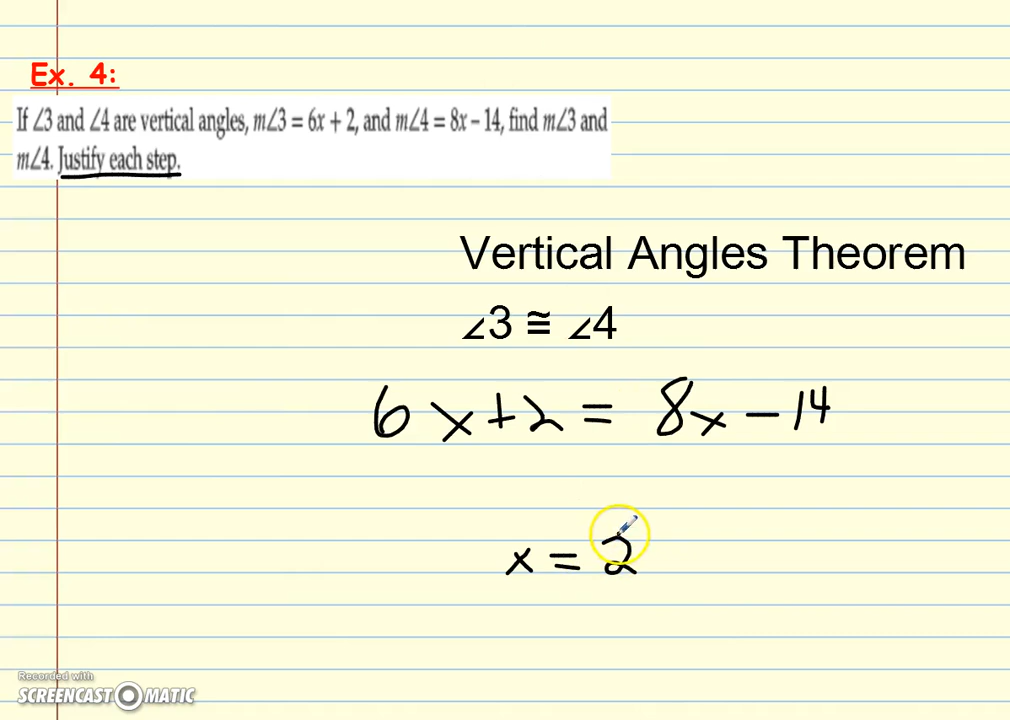 Ex. 4:
If ∠3 and ∠4 are vertical angles, m∠3 = 6x + 2, and m∠4 = 8x – 14, find m∠3 and
m∠4. Justify each step.
Vertical Angles Theorem
∠3 ≅ ∠4
6x+2 = 8x – 14
x = 2
Recorded with
SCREENCAST MATIC